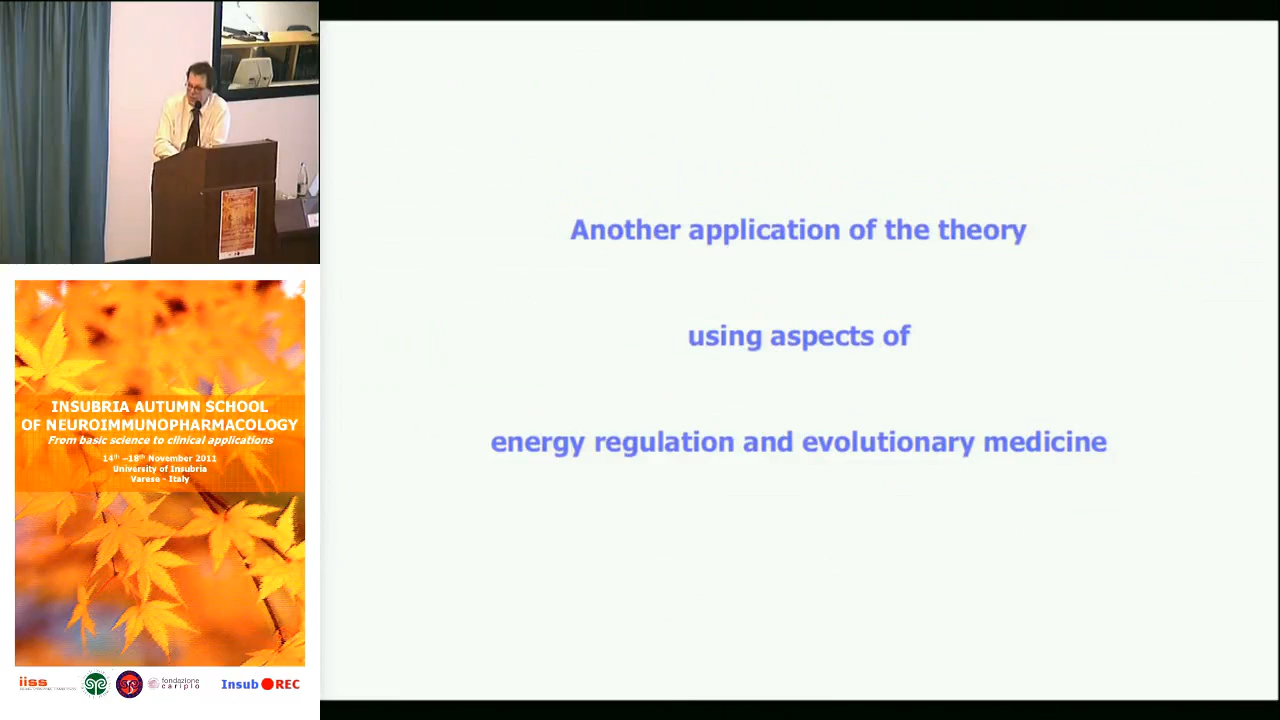 Another application of the theory
using aspects of
energy regulation and evolutionary medicine
INSUBRIA AUTUMN SCHOOL
OF NEUROIMMUNOPHARMACOLOGY
From basic science to clinical applications
14th –18th November 2011
University of Insubria
Varese - Italy
iiss
fondazione
cariplo
Insub REC